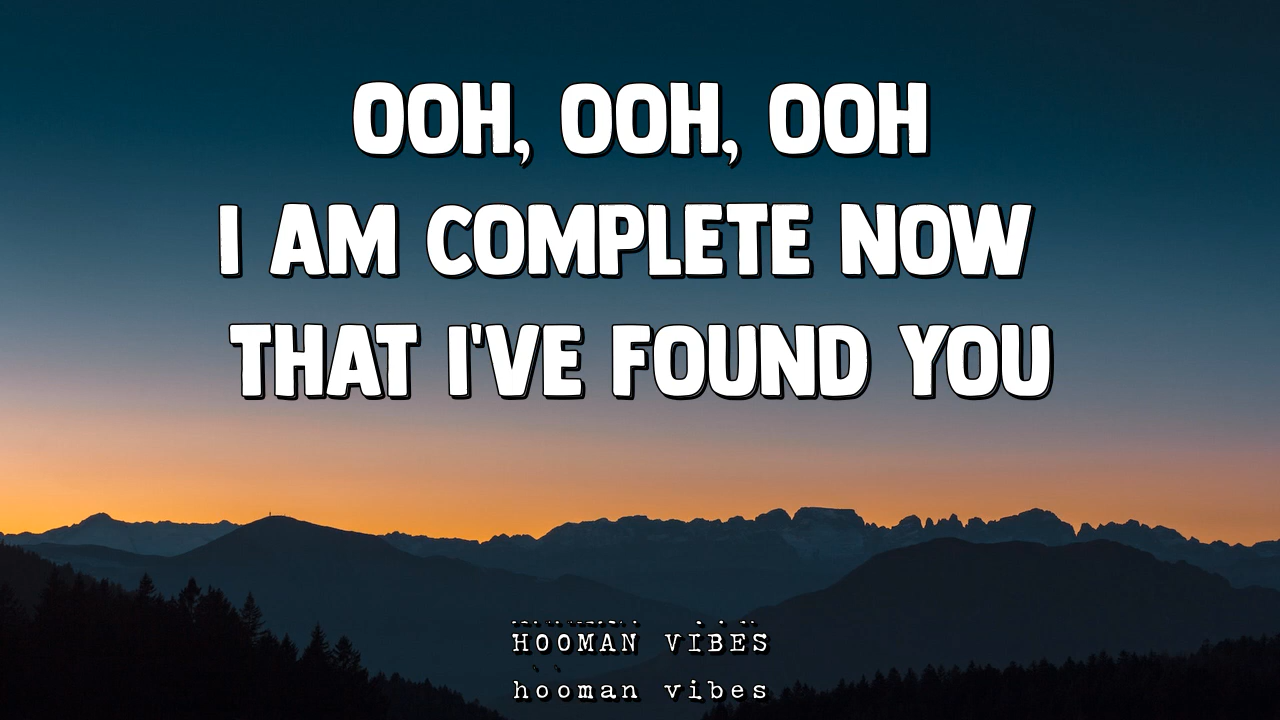 OOH, OOH, OOH
I AM COMPLETE NOW
THAT I'VE FOUND YOU
HOOMAN VIBES
hooman vibes